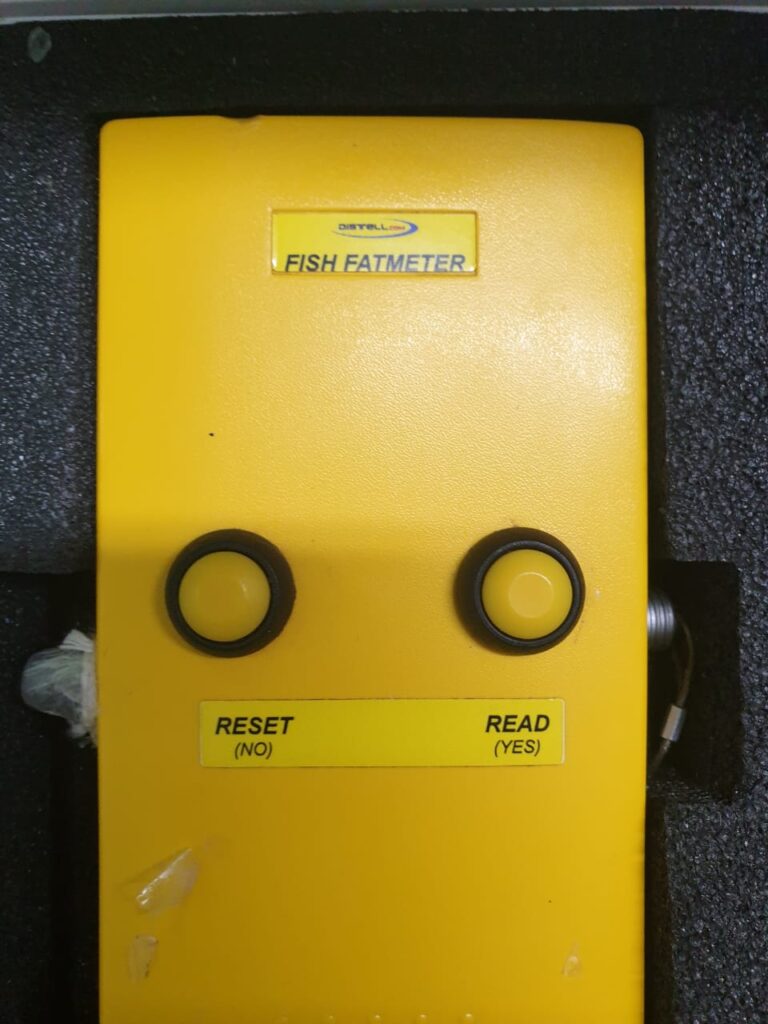 DISTELL.COM
FISH FATMETER
RESET READ
(NO) (YES)